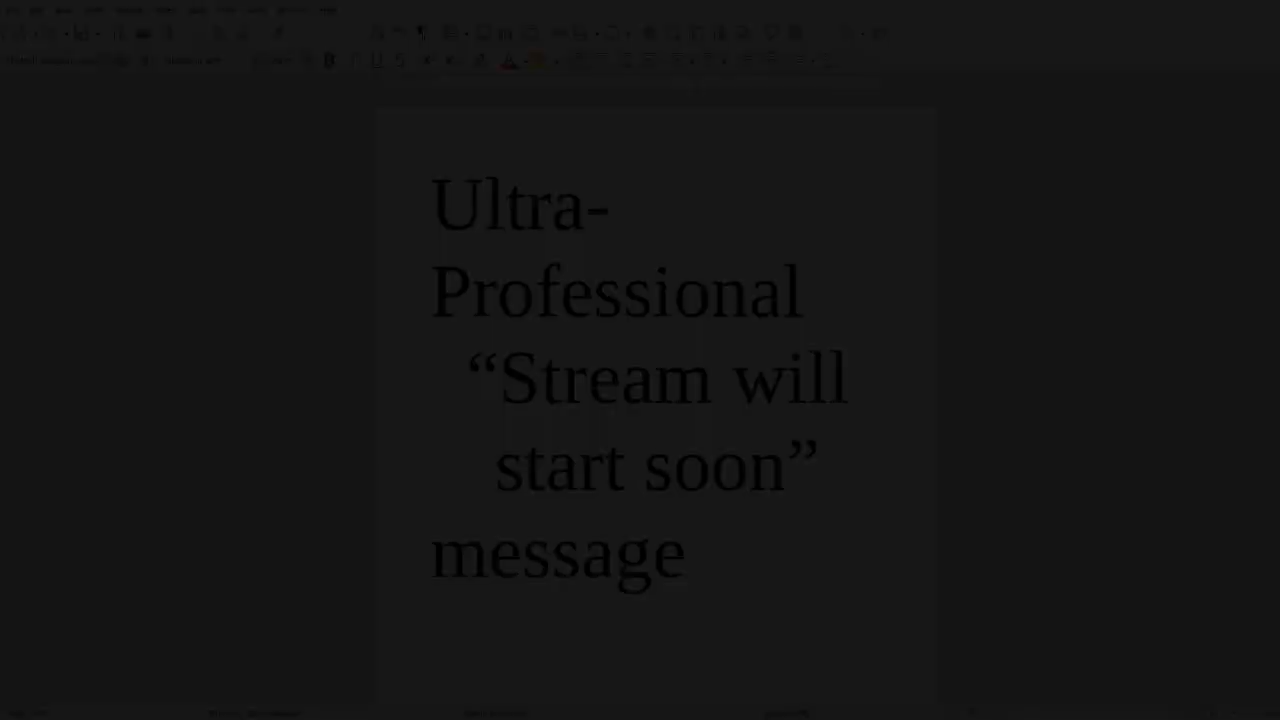 Ultra-
Professional
“Stream will
start soon”
message